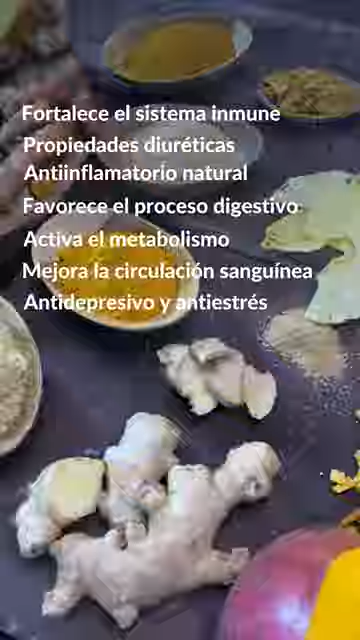 Fortalece el sistema inmune
Propiedades diuréticas
Antiinflamatorio natural
Favorece el proceso digestivo
Activa el metabolismo
Mejora la circulación sanguínea
Antidepresivo y antiestrés